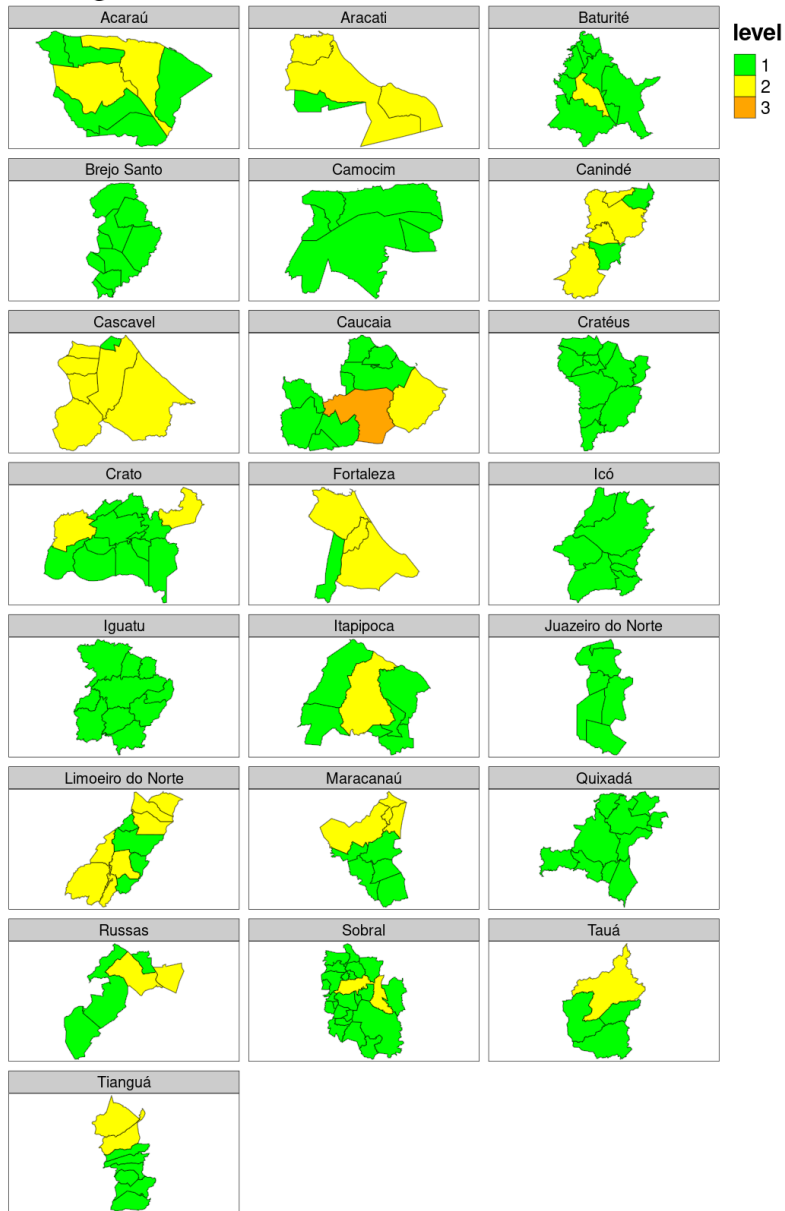 Acaraú
Aracati
Baturité
level
1
2
3
Brejo Santo
Camocim
Canindé
Cascavel
Caucaia
Cratéus
Crato
Fortaleza
Icó
Iguatu
Itapipoca
Juazeiro do Norte
Limoeiro do Norte
Maracanaú
Quixadá
Russas
Sobral
Tauá
Tianguá